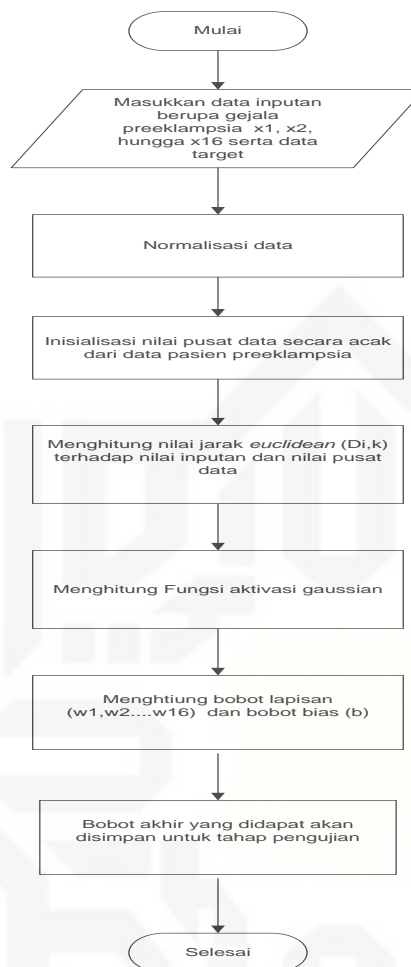 Mulai
Masukkan data inputan
berupa gejala
preeklampsia x1, x2,
hungga x16 serta data
target
Normalisasi data
Inisialisasi nilai pusat data secara acak
dari data pasien preeklampsia
Menghitung nilai jarak euclidean (Di,k)
terhadap nilai inputan dan nilai pusat
data
Menghitung Fungsi aktivasi gaussian
Menghtiung bobot lapisan
(w1,w2....w16) dan bobot bias (b)
Bobot akhir yang didapat akan
disimpan untuk tahap pengujian
Selesai